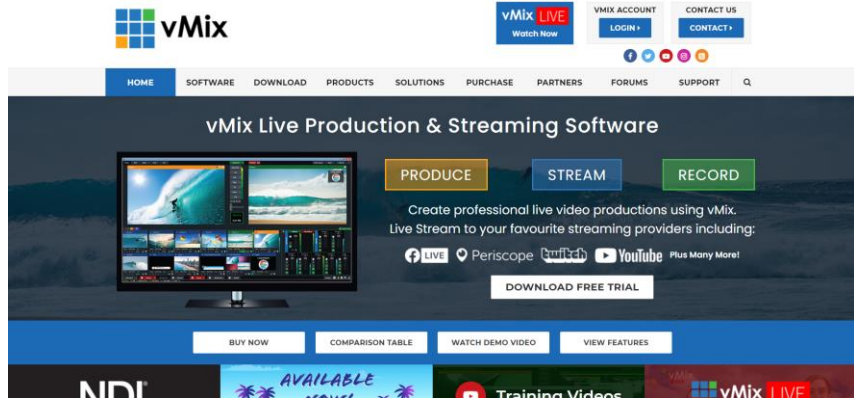 vMix
vMix LIVE
Watch Now
VMIX ACCOUNT
LOGIN
CONTACT US
CONTACT
HOME SOFTWARE DOWNLOAD PRODUCTS SOLUTIONS PURCHASE PARTNERS FORUMS SUPPORT
vMix Live Production & Streaming Software
PRODUCE STREAM RECORD
Create professional live video productions using vMix.
Live Stream to your favourite streaming providers including:
LIVE Periscope twitch YouTube Plus Many More!
DOWNLOAD FREE TRIAL
BUY NOW COMPARISON TABLE WATCH DEMO VIDEO VIEW FEATURES
NDI
AVAILABLE
Training Videos
vMix
vMix LIVE